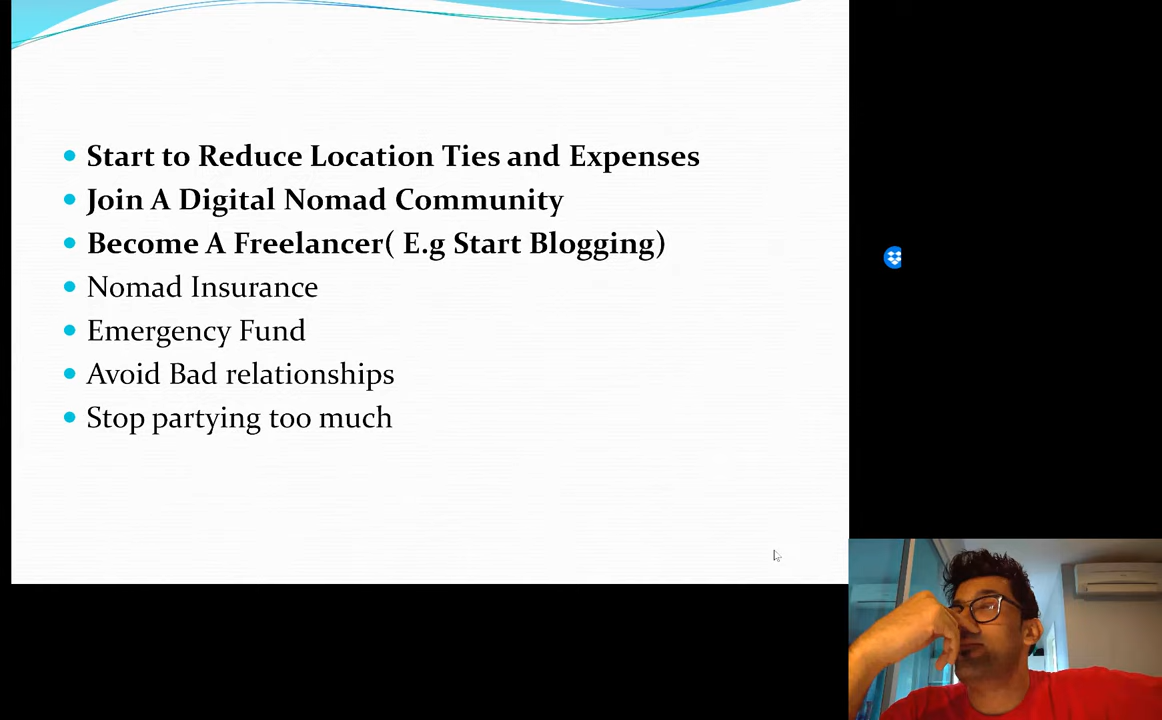 Start to Reduce Location Ties and Expenses
Join A Digital Nomad Community
Become A Freelancer( E.g Start Blogging)
Nomad Insurance
Emergency Fund
Avoid Bad relationships
Stop partying too much